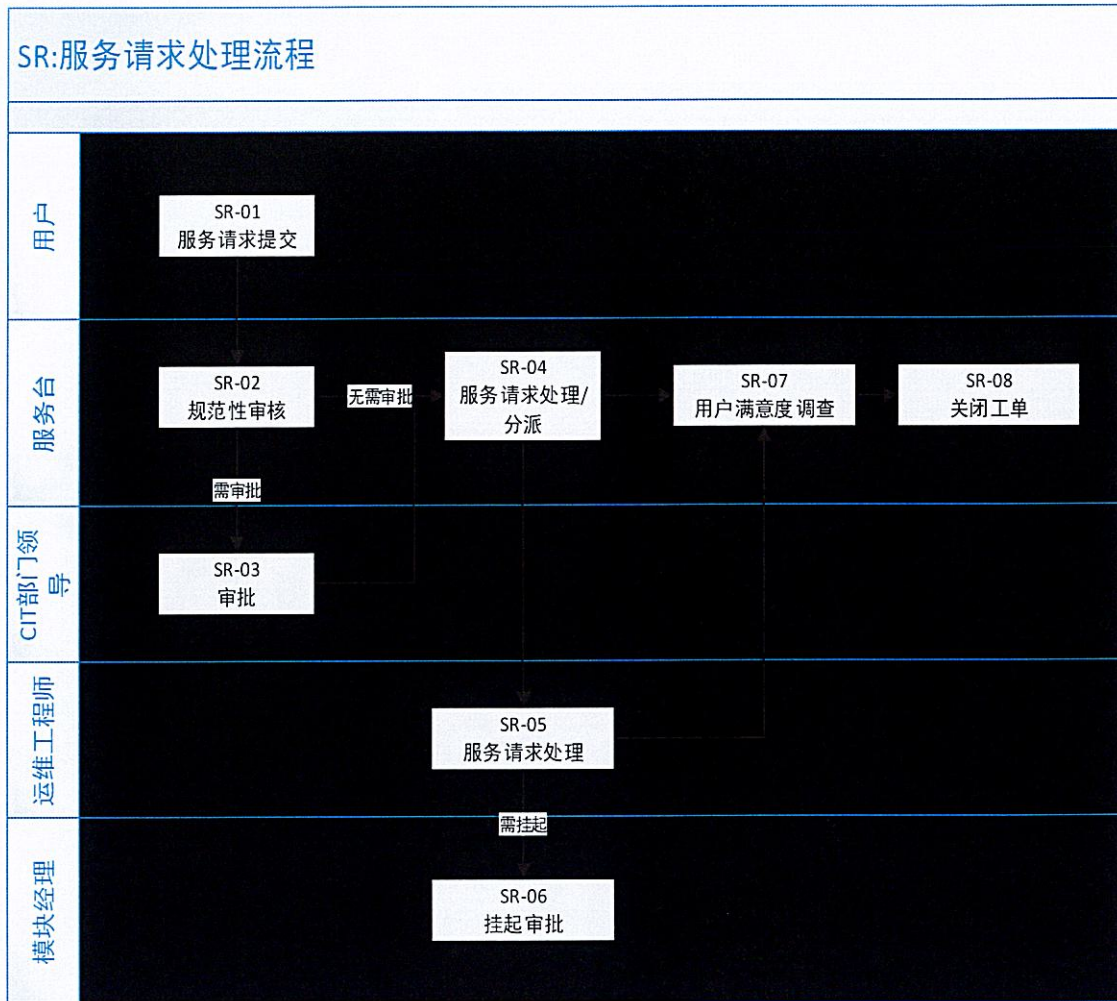 SR:服务请求处理流程
用户
SR-01
服务请求提交
服务台
SR-02
规范性审核
无需审批
SR-04
服务请求处理/
分派
SR-07
用户满意度调查
SR-08
关闭工单
需审批
CIT部门领
导
SR-03
审批
运维工程师
SR-05
服务请求处理
需挂起
模块经理
SR-06
挂起审批